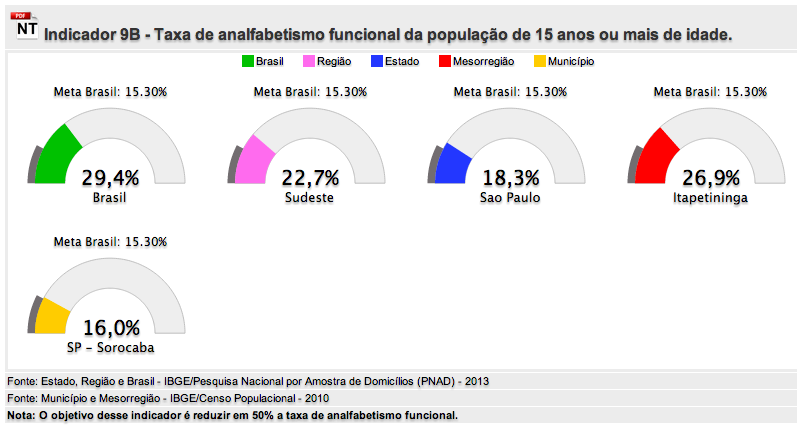 PDF
NT
Indicador 9B - Taxa de analfabetismo funcional da população de 15 anos ou mais de idade.
Brasil Região Estado Mesorregião Município
Meta Brasil: 15.30% Meta Brasil: 15.30% Meta Brasil: 15.30% Meta Brasil: 15.30%
29,4% 22,7% 18,3% 26,9%
Brasil Sudeste Sao Paulo Itapetininga
Meta Brasil: 15.30%
16,0%
SP - Sorocaba
Fonte: Estado, Região e Brasil - IBGE/Pesquisa Nacional por Amostra de Domicílios (PNAD) - 2013
Fonte: Município e Mesorregião - IBGE/Censo Populacional - 2010
Nota: O objetivo desse indicador é reduzir em 50% a taxa de analfabetismo funcional.